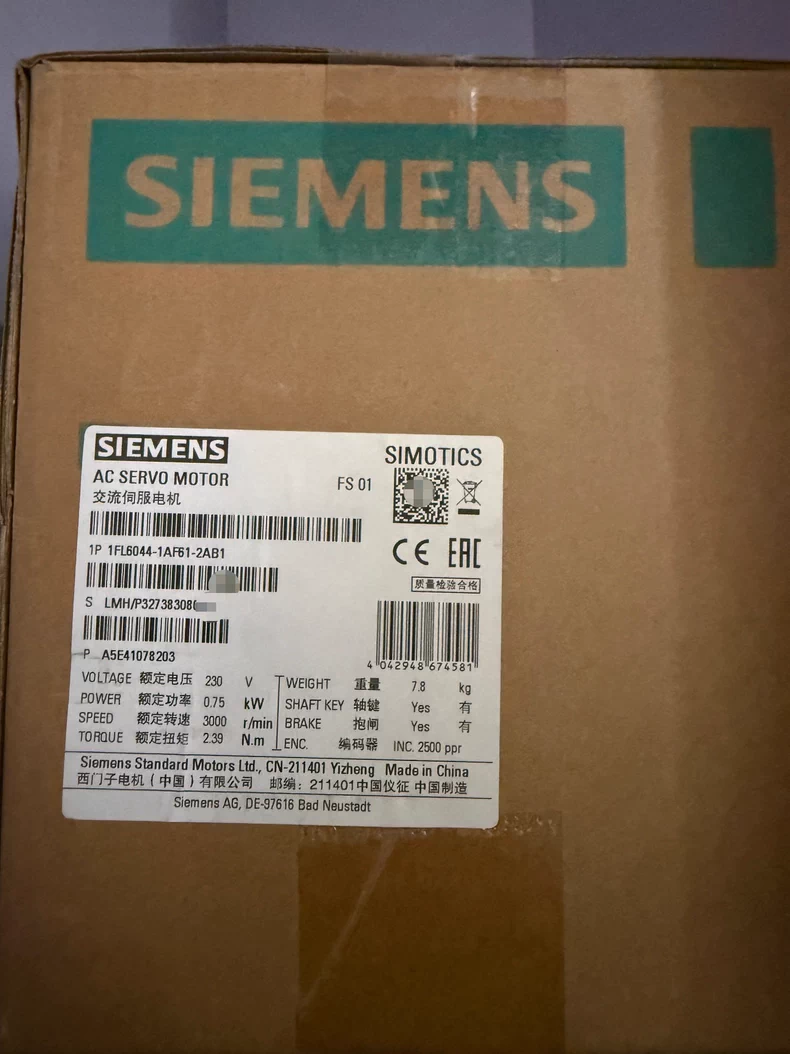 SIEMENS
SIEMENS
SIMOTICS
AC SERVO MOTOR
FS 01
交流伺服电机
1P 1FL6044-1AF61-2AB1
CE EAC
质量检验合格
S LMH/P32738308
4 042948 674581
P A5E41078203
VOLTAGE 额定电压 230 V
POWER 额定功率 0.75 kW
SPEED 额定转速 3000 r/min
TORQUE 额定扭矩 2.39 N.m
WEIGHT 重量 7.8 kg
SHAFT KEY 轴键 Yes 有
BRAKE 抱闸 Yes 有
ENC. 编码器 INC. 2500 ppr
Siemens Standard Motors Ltd., CN-211401 Yizheng Made in China
西门子电机（中国）有限公司 邮编：211401中国仪征 中国制造
Siemens AG, DE-97616 Bad Neustadt